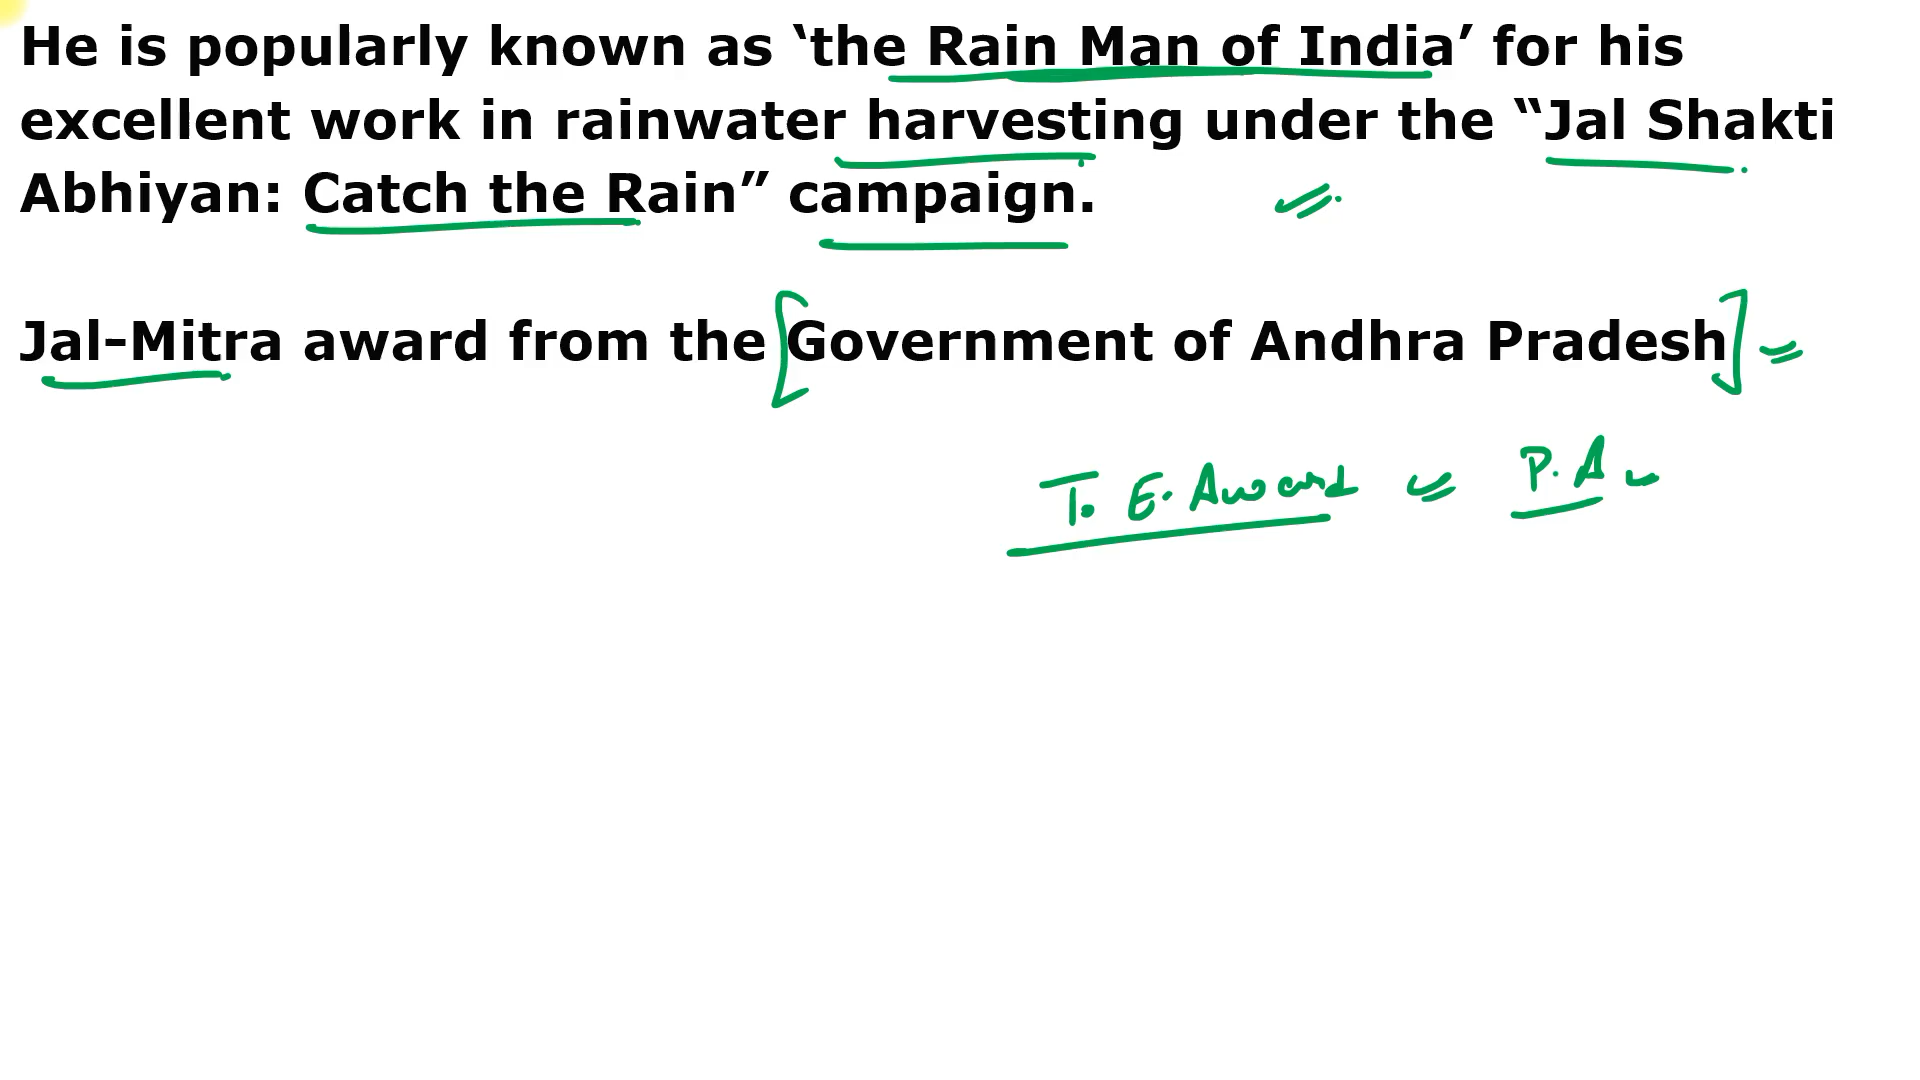 He is popularly known as ‘the Rain Man of India’ for his
excellent work in rainwater harvesting under the “Jal Shakti
Abhiyan: Catch the Rain” campaign.
Jal-Mitra award from the Government of Andhra Pradesh
T. E. Award P. A